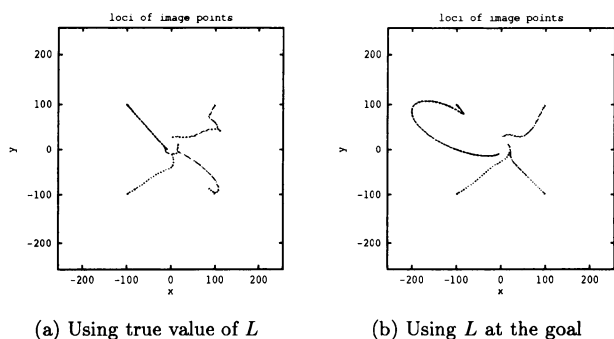 loci of image points
200
100
0
-100
-200
y
-200 -100 0 100 200
x
(a) Using true value of L
loci of image points
200
100
0
-100
-200
y
-200 -100 0 100 200
x
(b) Using L at the goal